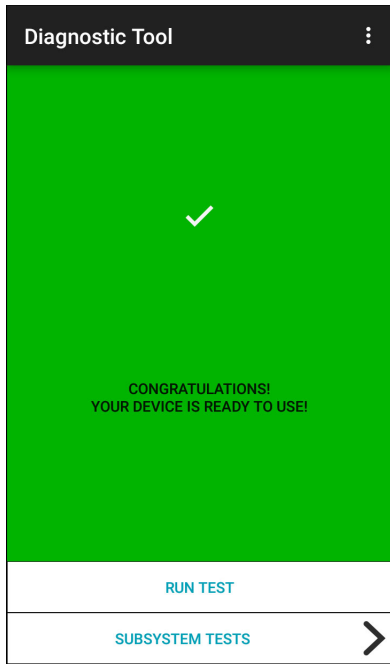 Diagnostic Tool
CONGRATULATIONS!
YOUR DEVICE IS READY TO USE!
RUN TEST
SUBSYSTEM TESTS